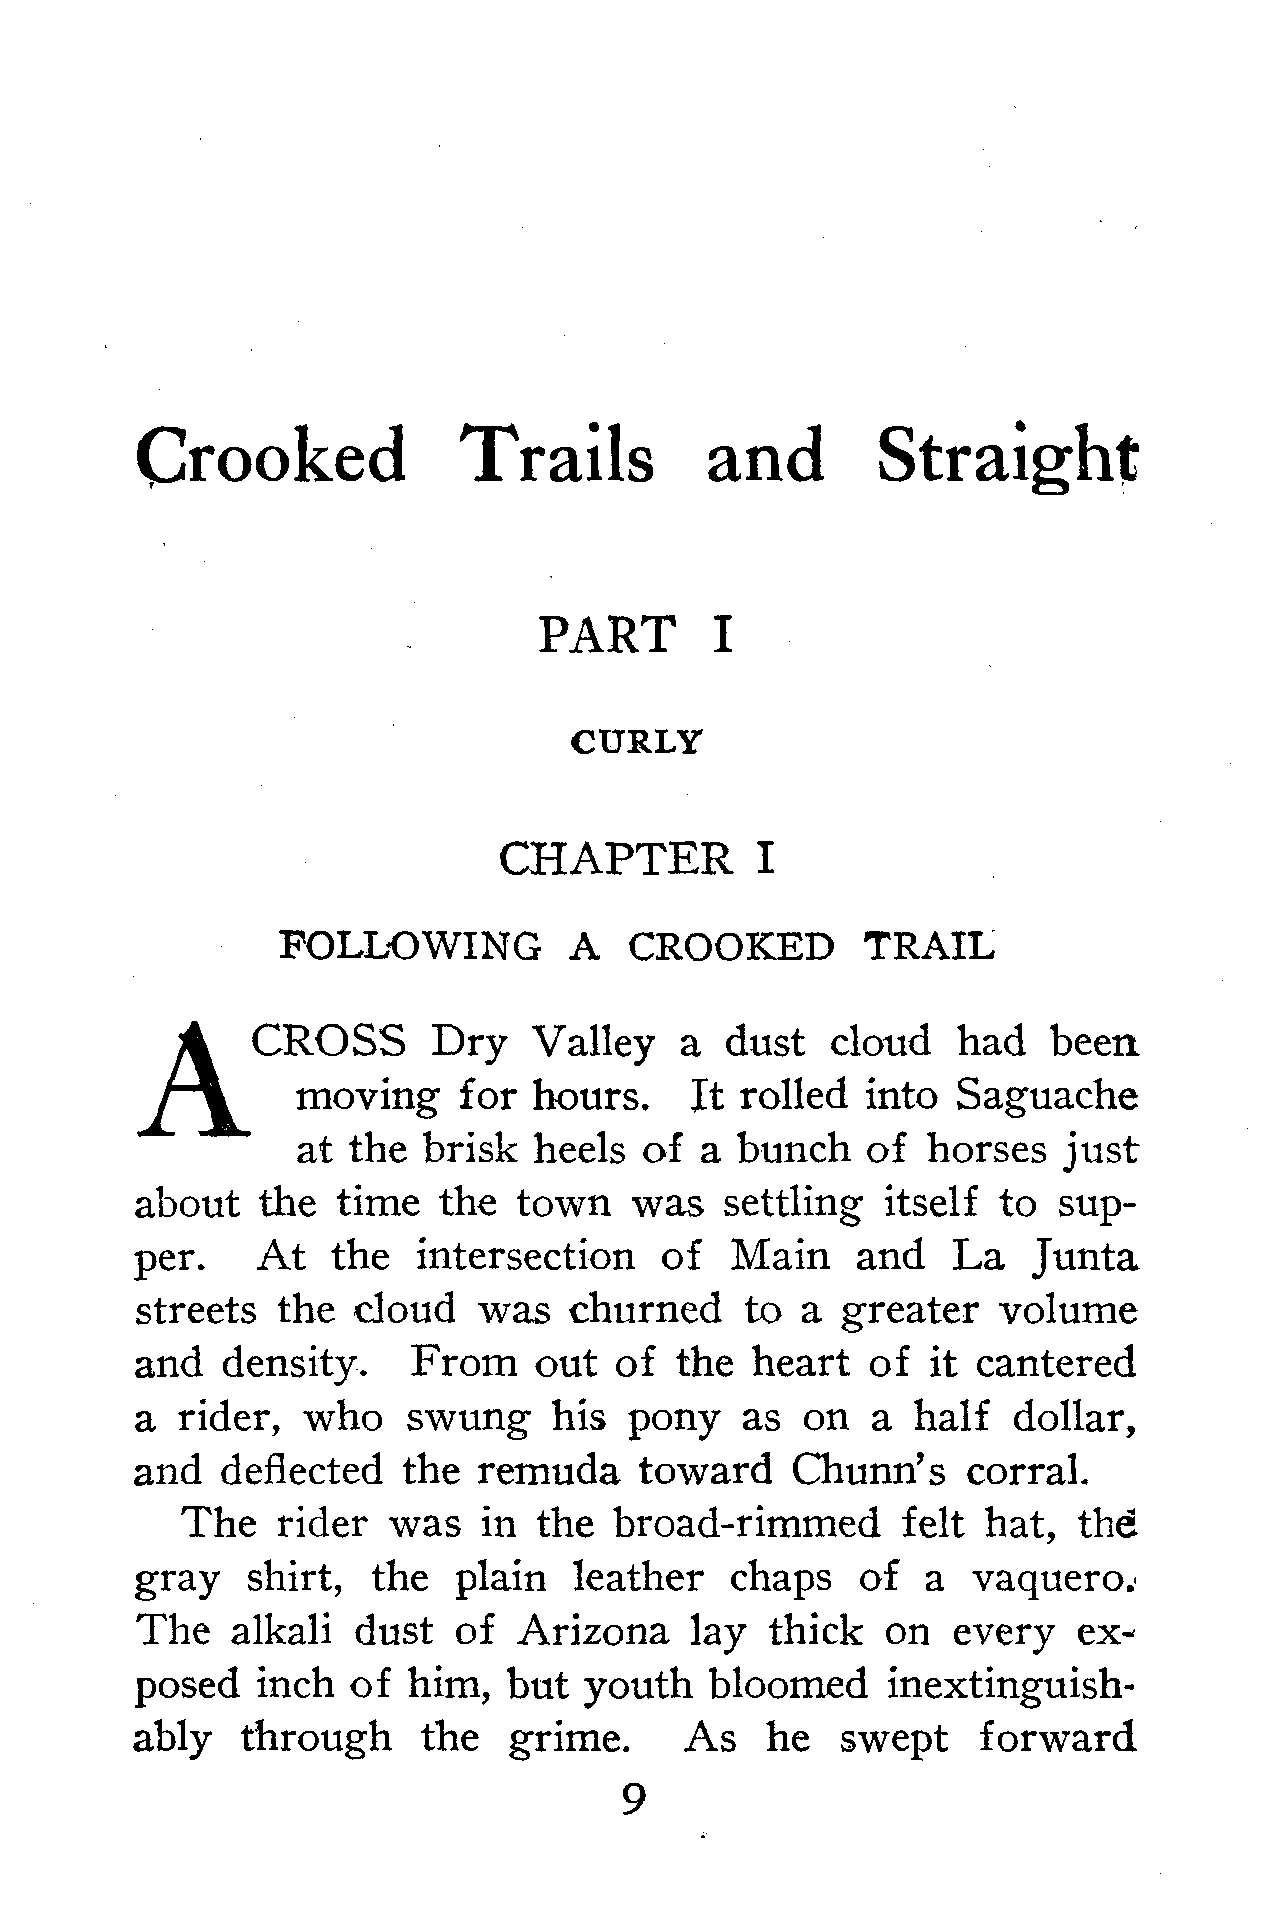 Crooked Trails and Straight
PART I
CURLY
CHAPTER I
FOLLOWING A CROOKED TRAIL
ACROSS Dry Valley a dust cloud had been
moving for hours. It rolled into Saguache
at the brisk heels of a bunch of horses just
about the time the town was settling itself to sup-
per. At the intersection of Main and La Junta
streets the cloud was churned to a greater volume
and density. From out of the heart of it cantered
a rider, who swung his pony as on a half dollar,
and deflected the remuda toward Chunn's corral.
The rider was in the broad-rimmed felt hat, the
gray shirt, the plain leather chaps of a vaquero.
The alkali dust of Arizona lay thick on every ex-
posed inch of him, but youth bloomed inextinguish-
ably through the grime. As he swept forward
9